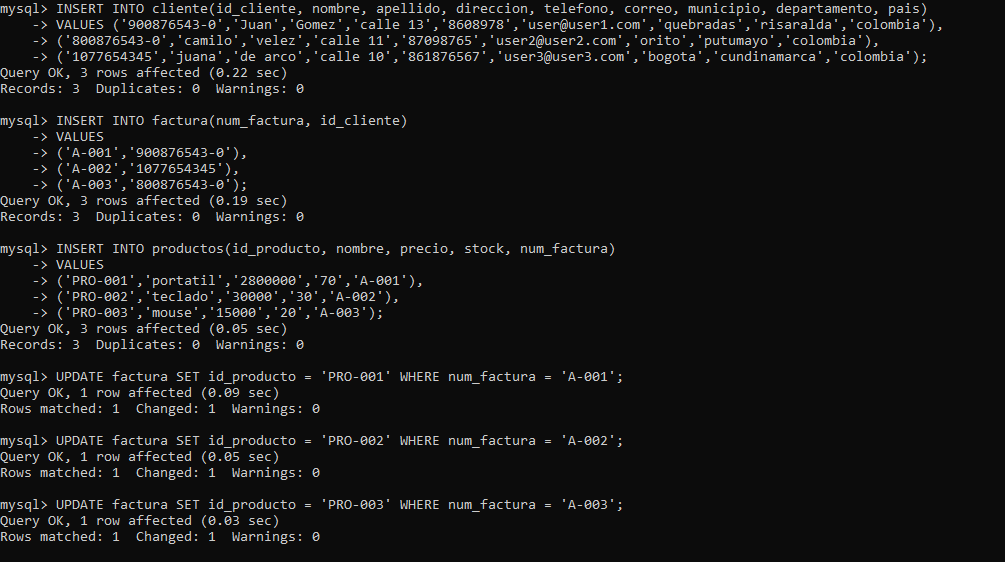 mysql> INSERT INTO cliente(id_cliente, nombre, apellido, direccion, telefono, correo, municipio, departamento, pais)
    -> VALUES ('900876543-0','Juan','Gomez','calle 13','8608978','user@user1.com','quebradas','risaralda','colombia'),
    -> ('800876543-0','camilo','velez','calle 11','87098765','user2@user2.com','orito','putumayo','colombia'),
    -> ('1077654345','juana','de arco','calle 10','861876567','user3@user3.com','bogota','cundinamarca','colombia');
Query OK, 3 rows affected (0.22 sec)
Records: 3  Duplicates: 0  Warnings: 0

mysql> INSERT INTO factura(num_factura, id_cliente)
    -> VALUES
    -> ('A-001','900876543-0'),
    -> ('A-002','1077654345'),
    -> ('A-003','800876543-0');
Query OK, 3 rows affected (0.19 sec)
Records: 3  Duplicates: 0  Warnings: 0

mysql> INSERT INTO productos(id_producto, nombre, precio, stock, num_factura)
    -> VALUES
    -> ('PRO-001','portatil','2800000','70','A-001'),
    -> ('PRO-002','teclado','30000','30','A-002'),
    -> ('PRO-003','mouse','15000','20','A-003');
Query OK, 3 rows affected (0.05 sec)
Records: 3  Duplicates: 0  Warnings: 0

mysql> UPDATE factura SET id_producto = 'PRO-001' WHERE num_factura = 'A-001';
Query OK, 1 row affected (0.09 sec)
Rows matched: 1  Changed: 1  Warnings: 0

mysql> UPDATE factura SET id_producto = 'PRO-002' WHERE num_factura = 'A-002';
Query OK, 1 row affected (0.05 sec)
Rows matched: 1  Changed: 1  Warnings: 0

mysql> UPDATE factura SET id_producto = 'PRO-003' WHERE num_factura = 'A-003';
Query OK, 1 row affected (0.03 sec)
Rows matched: 1  Changed: 1  Warnings: 0